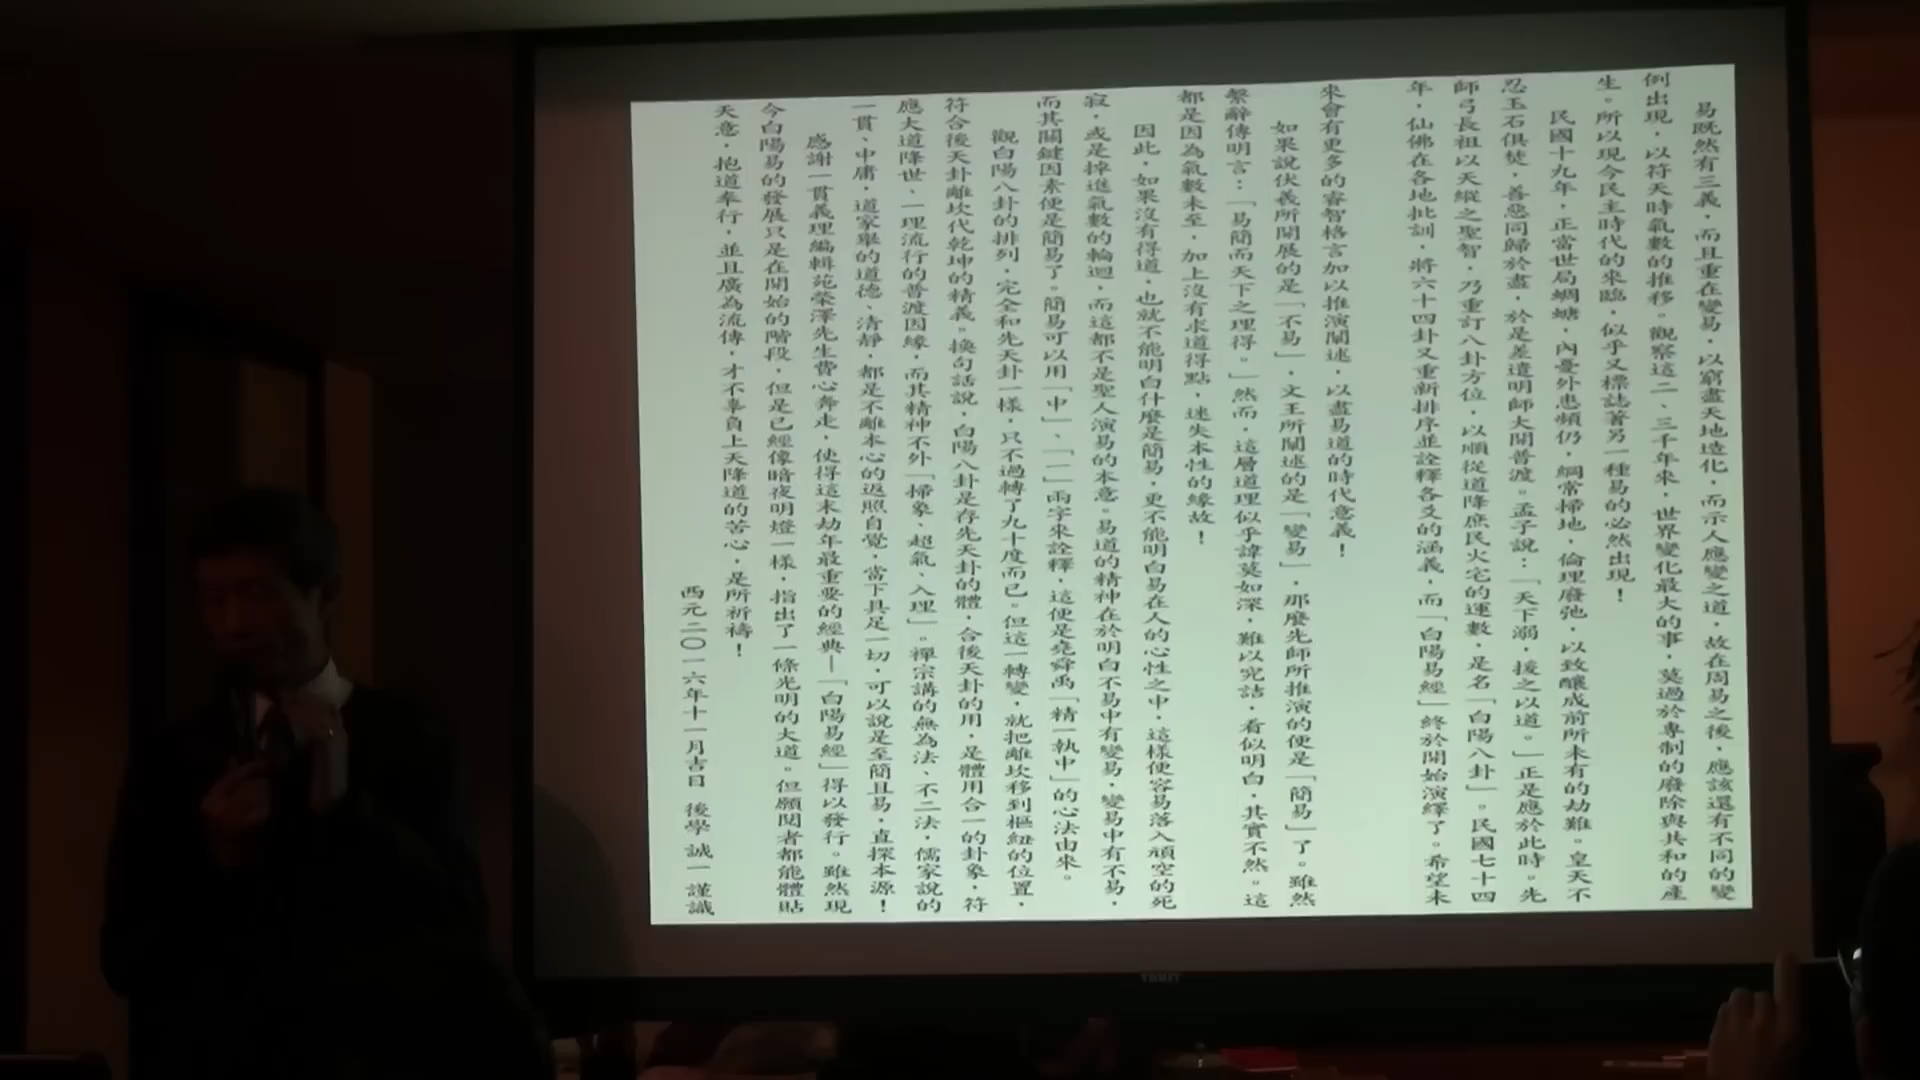 易既然有三義，而且重在變易，以窮盡天地造化，而示人應變之道，故在周易之後，應該還有不同的變
例出現，以符天時氣數的推移。觀察這二、三千年來，世界變化最大的事，莫過於專制的廢除與共和的產
生。所以現今民主時代的來臨，似乎又標誌著另一種易的必然出現！
民國十九年，正當世局蜩螗，內憂外患頻仍，綱常掃地，倫理廢弛，以致釀成前所未有的劫難。皇天不
忍玉石俱焚，善惡同歸於盡，於是差遣明師大開普渡。孟子說：「天下溺，援之以道。」正是應於此時。先
師弓長祖以天縱之聖智，乃重訂八卦方位，以順從道降庶民火宅的運數，是名「白陽八卦」。民國七十四
年，仙佛在各地批訓，將六十四卦又重新排序並詮釋各爻的涵義，而「白陽易經」終於開始演繹了。希望未
來會有更多的睿智格言加以推演闡述，以盡易道的時代意義！
如果說伏羲所開展的是「不易」，文王所闡述的是「變易」，那麼先師所推演的便是「簡易」了。雖然
繫辭傳明言：「易簡而天下之理得。」然而，這層道理似乎諱莫如深，難以究詰，看似明白，其實不然。這
都是因為氣數未至，加上沒有求道得點，迷失本性的緣故！
因此，如果沒有得道，也就不能明白什麼是簡易，更不能明白易在人的心性之中，這樣便容易落入頑空的死
寂，或是掉進氣數的輪迴，而這都不是聖人演易的本意。易道的精神在於明白不易中有變易，變易中有不易，
而其關鍵因素便是簡易了。簡易可以用「中」、「一」兩字來詮釋，這便是堯舜禹「精一執中」的心法由來。
觀白陽八卦的排列，完全和先天卦一樣，只不過轉了九十度而已。但這一轉變，就把離坎移到樞紐的位置，
符合後天卦離坎代乾坤的精義。換句話說，白陽八卦是存先天卦的體，合後天卦的用，是體用合一的卦象，符
應大道降世、一理流行的普渡因緣，而其精神不外「掃象、超氣、入理」。禪宗講的無為法、不二法，儒家說的
一貫、中庸，道家舉的道德、清靜，都是不離本心的返照自覺，當下具足一切，可以說是至簡且易，直探本源！
感謝一貫義理編輯苑榮澤先生費心奔走，使得這末劫年最重要的經典—「白陽易經」得以發行。雖然現
今白陽易的發展只是在開始的階段，但是已經像暗夜明燈一樣，指出了一條光明的大道。但願閱者都能體貼
天意，抱道奉行，並且廣為流傳，才不辜負上天降道的苦心，是所祈禱！
西元二〇一六年十一月吉日 後學 誠一 謹識